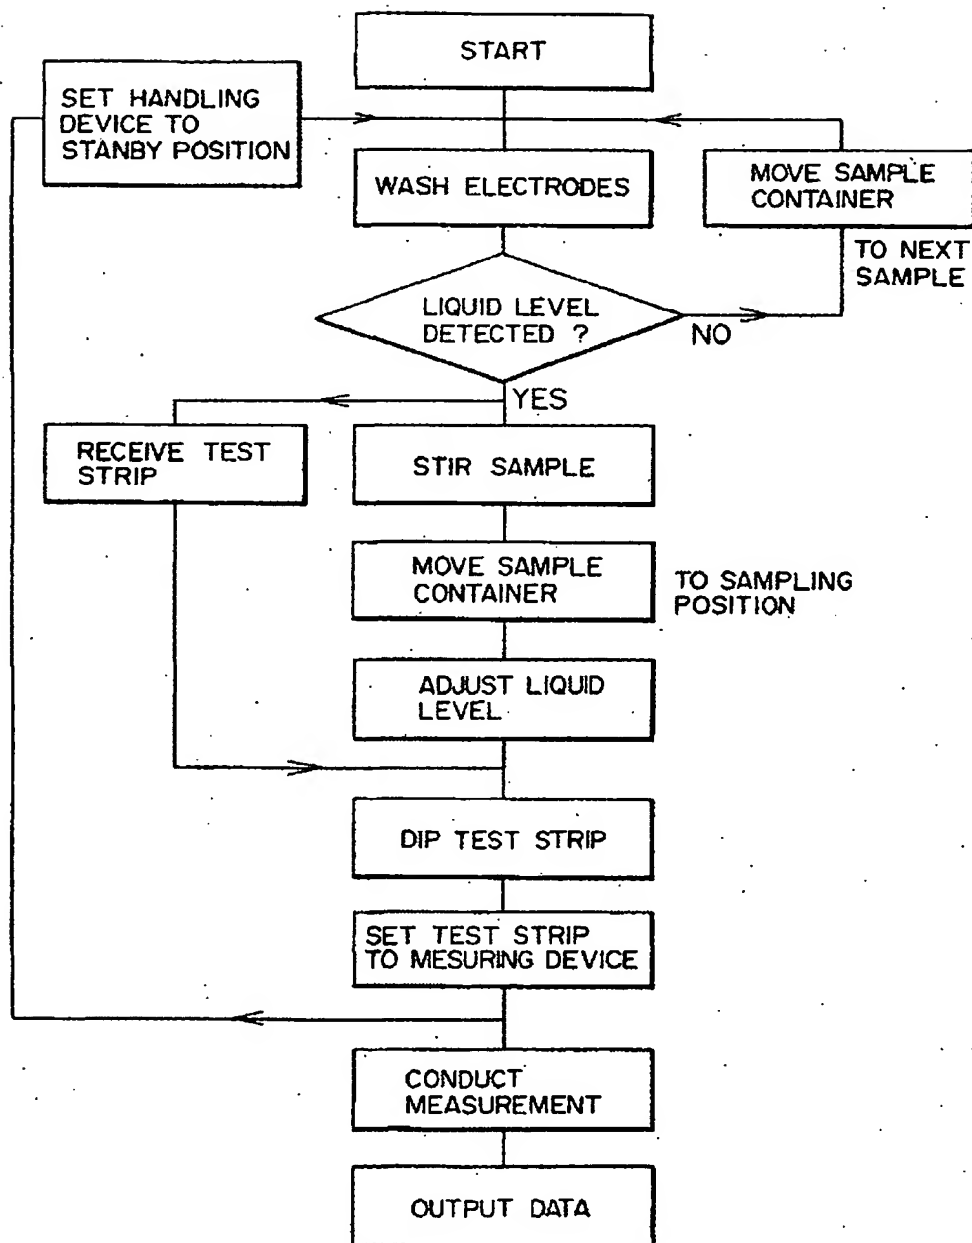 START
SET HANDLING
DEVICE TO
STANBY POSITION
WASH ELECTRODES
MOVE SAMPLE
CONTAINER
TO NEXT
SAMPLE
LIQUID LEVEL
DETECTED ?
NO
YES
RECEIVE TEST
STRIP
STIR SAMPLE
MOVE SAMPLE
CONTAINER
TO SAMPLING
POSITION
ADJUST LIQUID
LEVEL
DIP TEST STRIP
SET TEST STRIP
TO MESURING DEVICE
CONDUCT
MEASUREMENT
OUTPUT DATA